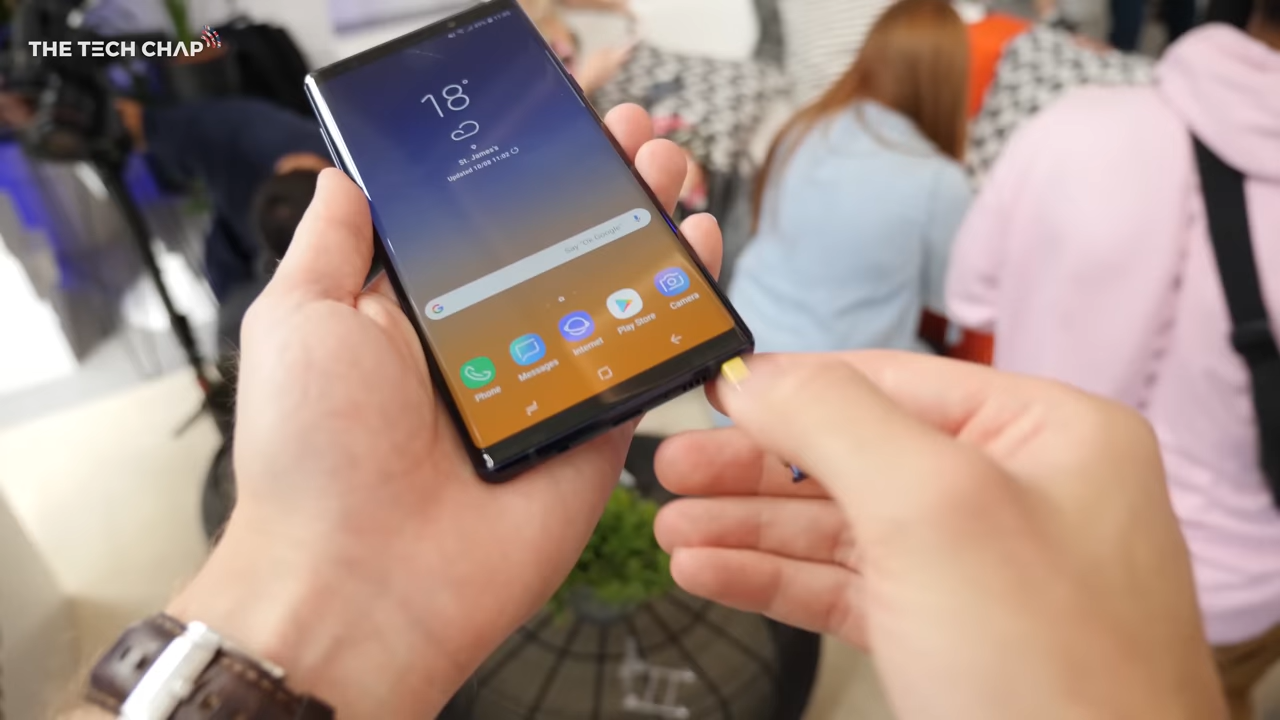 THE TECH CHAP
18°
St. James's
Updated 10/08 11:02
Say "Ok Google"
Phone
Messages
Internet
Play Store
Camera